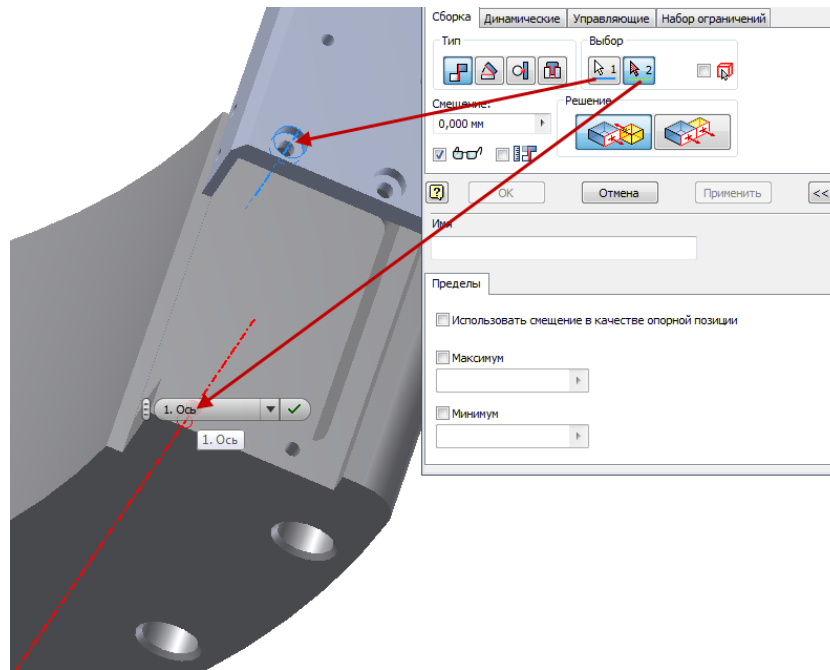 Сборка Динамические Управляющие Набор ограничений
Тип
Выбор
1
2
Смещение:
Решение
0,000 мм
ОК Отмена Применить <<
Имя
Пределы
Использовать смещение в качестве опорной позиции
Максимум
1. Ось
Минимум
1. Ось